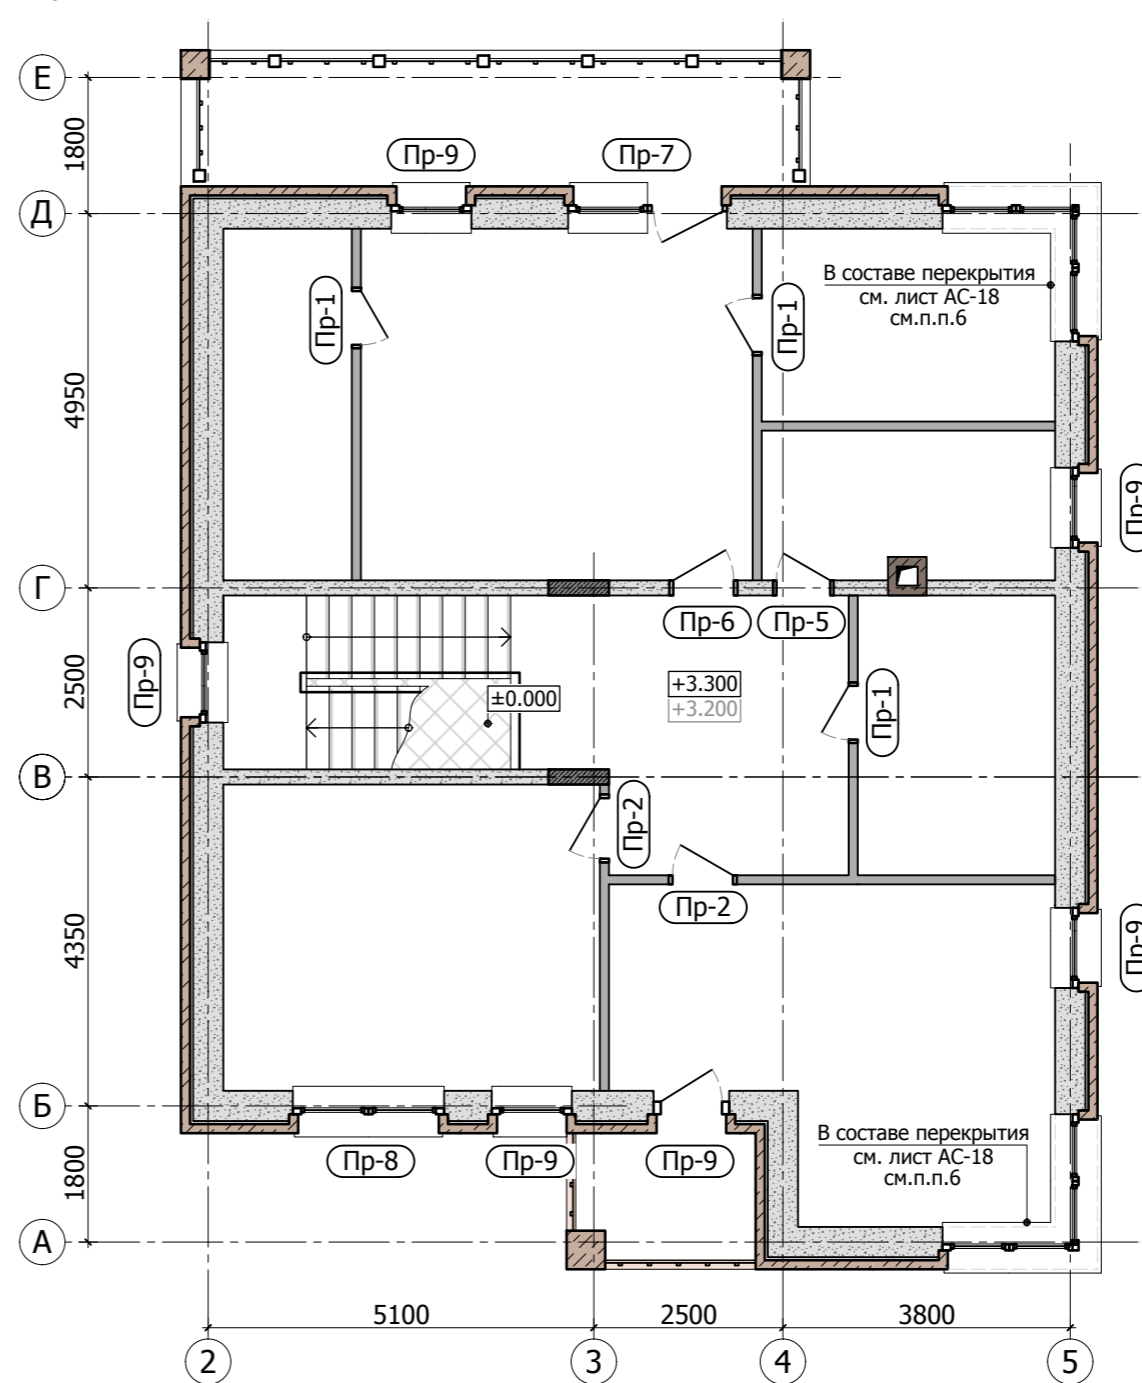 Е
1800
Пр-9
Пр-7
Д
В составе перекрытия
см. лист АС-18
см.п.п.6
Пр-1
Пр-1
4950
Пр-9
Г
Пр-6
Пр-5
2500
Пр-9
±0.000
+3.300
+3.200
Пр-1
В
Пр-2
Пр-2
4350
Пр-9
Б
В составе перекрытия
см. лист АС-18
см.п.п.6
Пр-8
Пр-9
Пр-9
1800
А
5100
2500
3800
2
3
4
5